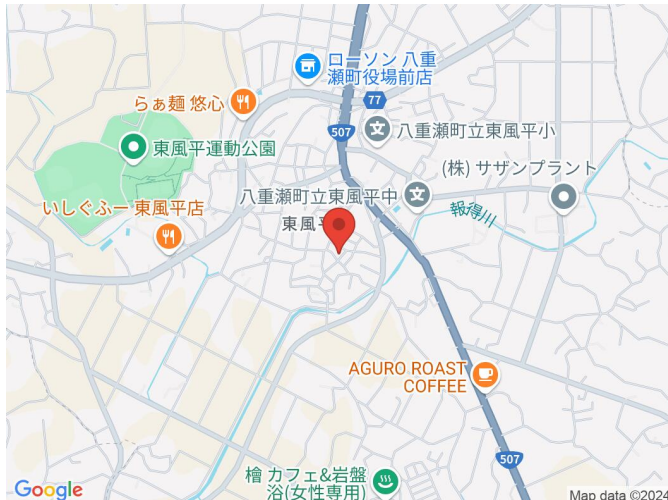 ローソン 八重
瀬町役場前店
らぁ麺 悠心
77
507
八重瀬町立東風平小
東風平運動公園
(株) サザンプラント
八重瀬町立東風平中
いしぐふー 東風平店
東風
報得川
AGURO ROAST
COFFEE
507
檜 カフェ&岩盤
浴(女性専用)
Google
Map data ©2024